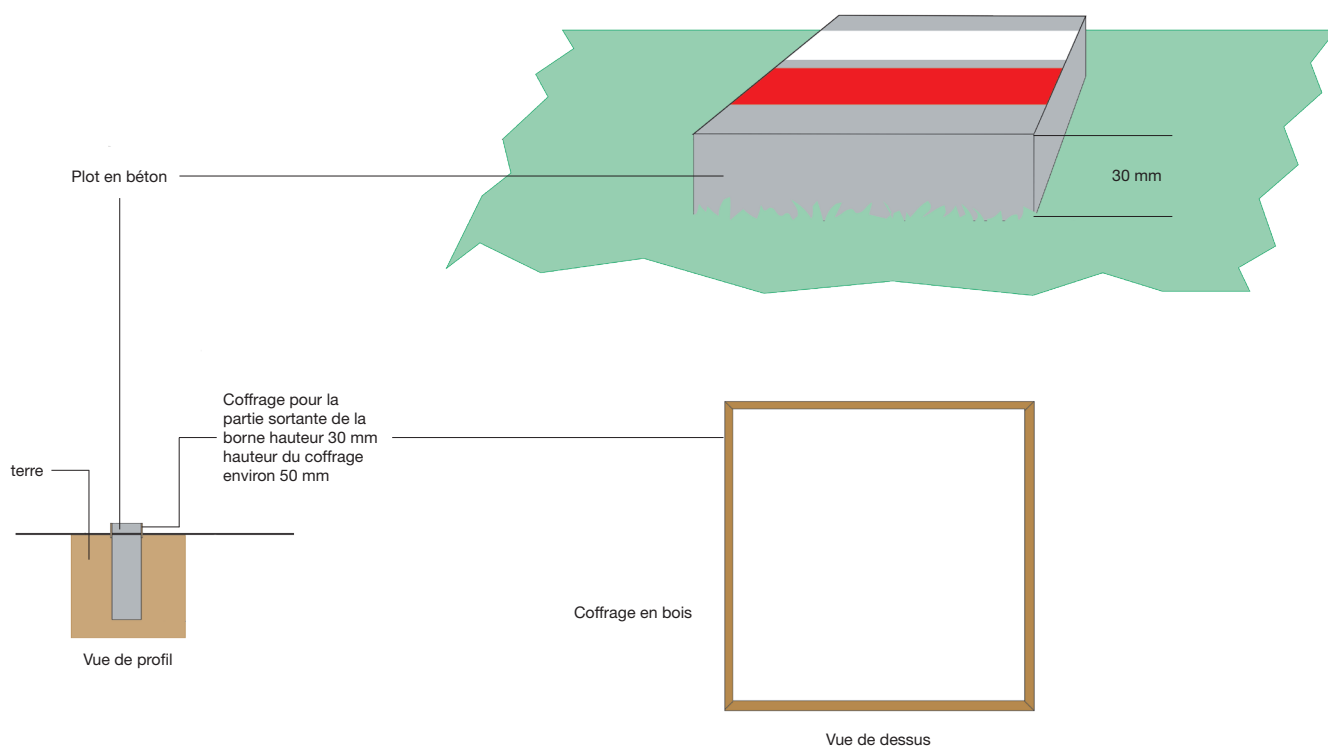 Plot en béton
30 mm
Coffrage pour la
partie sortante de la
borne hauteur 30 mm
hauteur du coffrage
environ 50 mm
terre
Coffrage en bois
Vue de profil
Vue de dessus